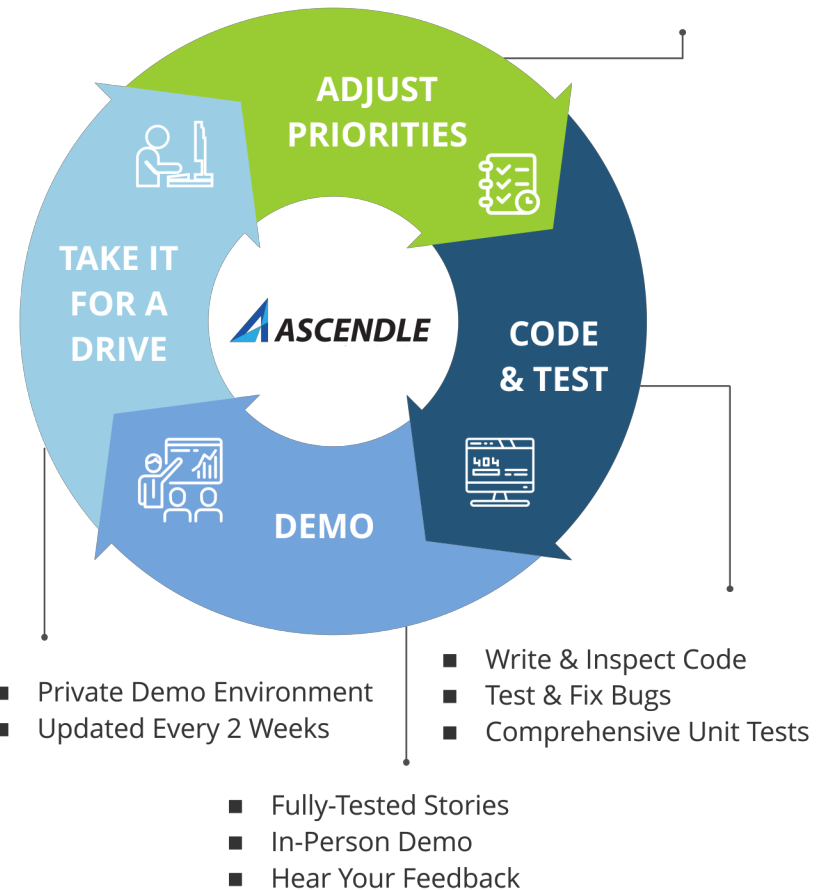 ADJUST
PRIORITIES
TAKE IT
FOR A
DRIVE
ASCENDLE
CODE
& TEST
404
DEMO
■ Write & Inspect Code
■ Test & Fix Bugs
■ Comprehensive Unit Tests
■ Private Demo Environment
■ Updated Every 2 Weeks
■ Fully-Tested Stories
■ In-Person Demo
■ Hear Your Feedback